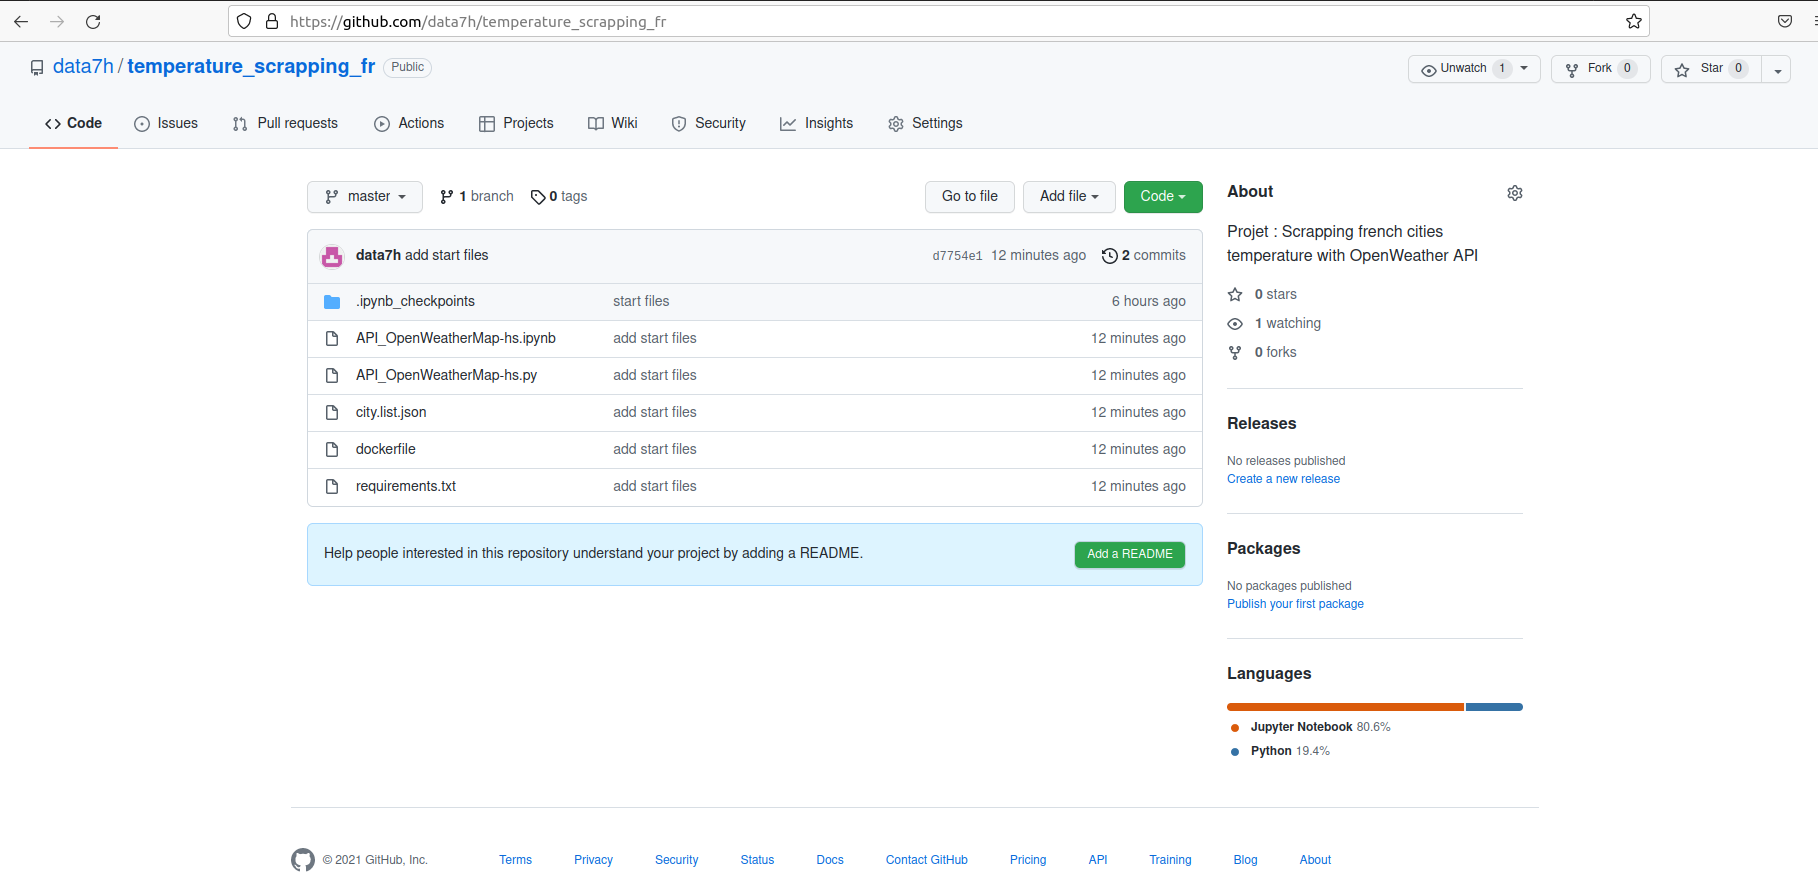 https://github.com/data7h/temperature_scrapping_fr
data7h / temperature_scrapping_fr Public
Unwatch 1 Fork 0 Star 0
Code Issues Pull requests Actions Projects Wiki Security Insights Settings
master 1 branch 0 tags Go to file Add file Code
data7h add start files d7754e1 12 minutes ago 2 commits
.ipynb_checkpoints start files 6 hours ago
API_OpenWeatherMap-hs.ipynb add start files 12 minutes ago
API_OpenWeatherMap-hs.py add start files 12 minutes ago
city.list.json add start files 12 minutes ago
dockerfile add start files 12 minutes ago
requirements.txt add start files 12 minutes ago
Help people interested in this repository understand your project by adding a README. Add a README
About
Projet : Scrapping french cities
temperature with OpenWeather API
0 stars
1 watching
0 forks
Releases
No releases published
Create a new release
Packages
No packages published
Publish your first package
Languages
Jupyter Notebook 80.6%
Python 19.4%
© 2021 GitHub, Inc. Terms Privacy Security Status Docs Contact GitHub Pricing API Training Blog About